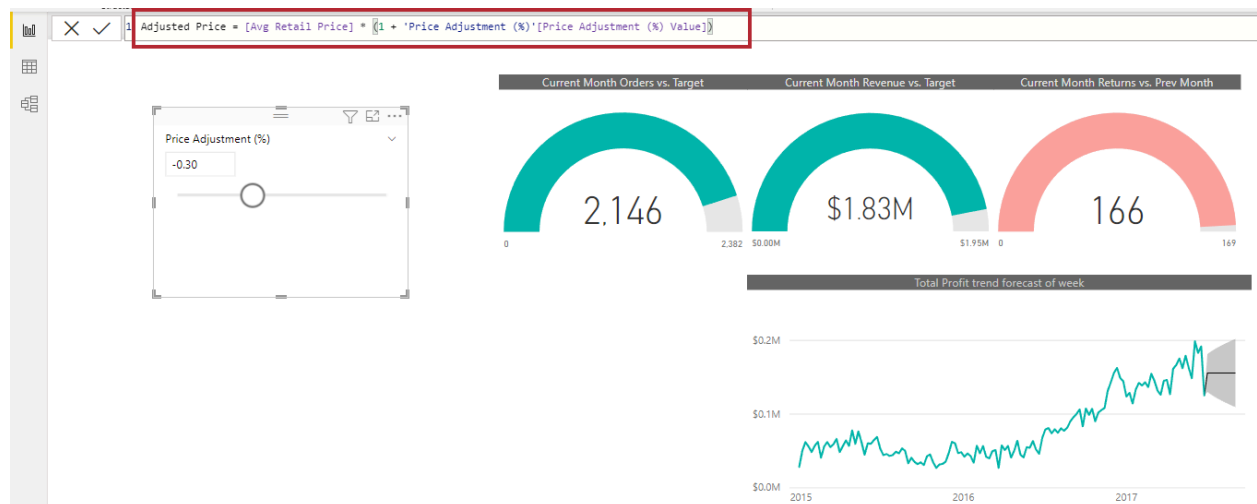 1 Adjusted Price = [Avg Retail Price] * (1 + 'Price Adjustment (%)'[Price Adjustment (%) Value])
Current Month Orders vs. Target
Current Month Revenue vs. Target
Current Month Returns vs. Prev Month
Price Adjustment (%)
-0.30
2,146
0
2,382
$1.83M
$0.00M
$1.95M
166
0
169
Total Profit trend forecast of week
$0.2M
$0.1M
$0.0M
2015
2016
2017